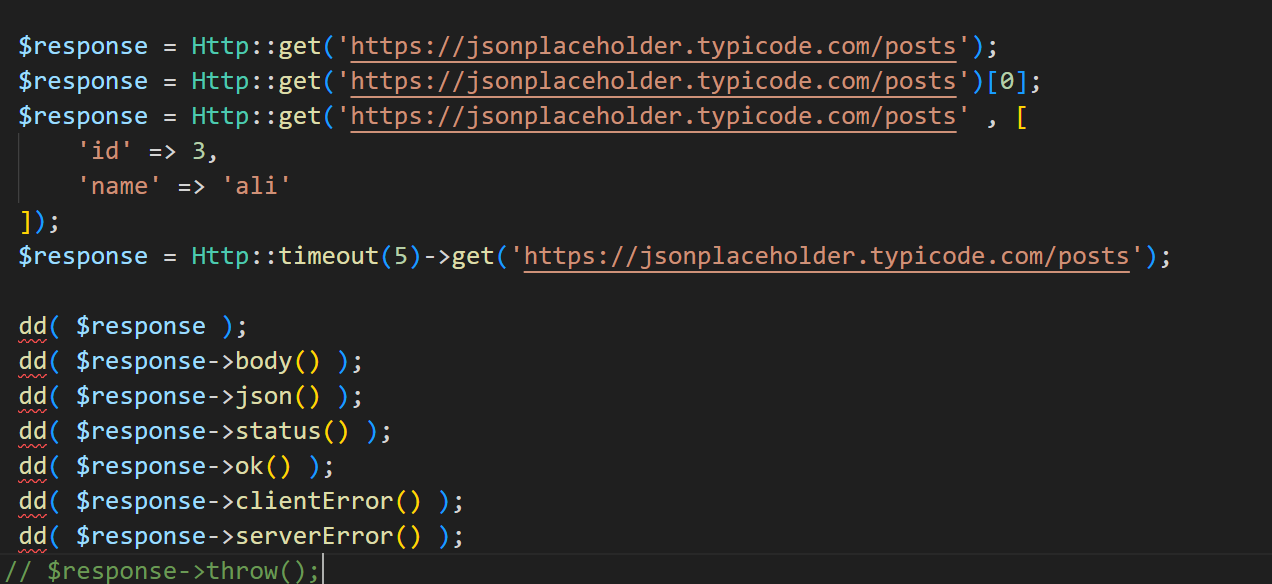 $response = Http::get('https://jsonplaceholder.typicode.com/posts');
$response = Http::get('https://jsonplaceholder.typicode.com/posts')[0];
$response = Http::get('https://jsonplaceholder.typicode.com/posts' , [
    'id' => 3,
    'name' => 'ali'
]);
$response = Http::timeout(5)->get('https://jsonplaceholder.typicode.com/posts');
dd( $response );
dd( $response->body() );
dd( $response->json() );
dd( $response->status() );
dd( $response->ok() );
dd( $response->clientError() );
dd( $response->serverError() );
// $response->throw();